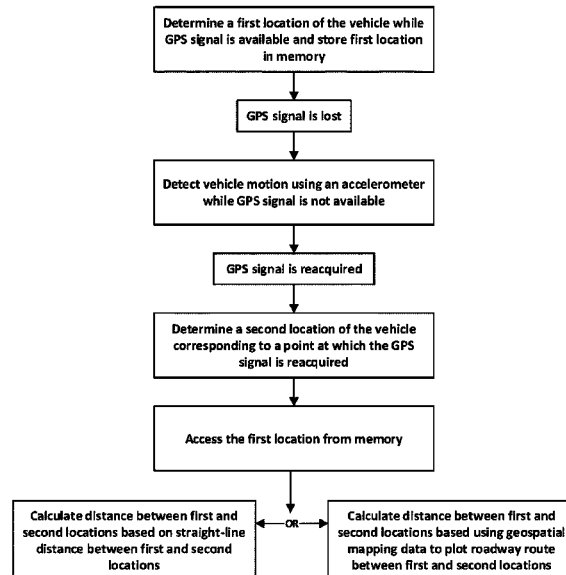 Determine a first location of the vehicle while
GPS signal is available and store first location
in memory
GPS signal is lost
Detect vehicle motion using an accelerometer
while GPS signal is not available
GPS signal is reacquired
Determine a second location of the vehicle
corresponding to a point at which the GPS
signal is reacquired
Access the first location from memory
Calculate distance between first and
second locations based on straight-line
distance between first and second
locations
OR
Calculate distance between first and
second locations based using geospatial
mapping data to plot roadway route
between first and second locations